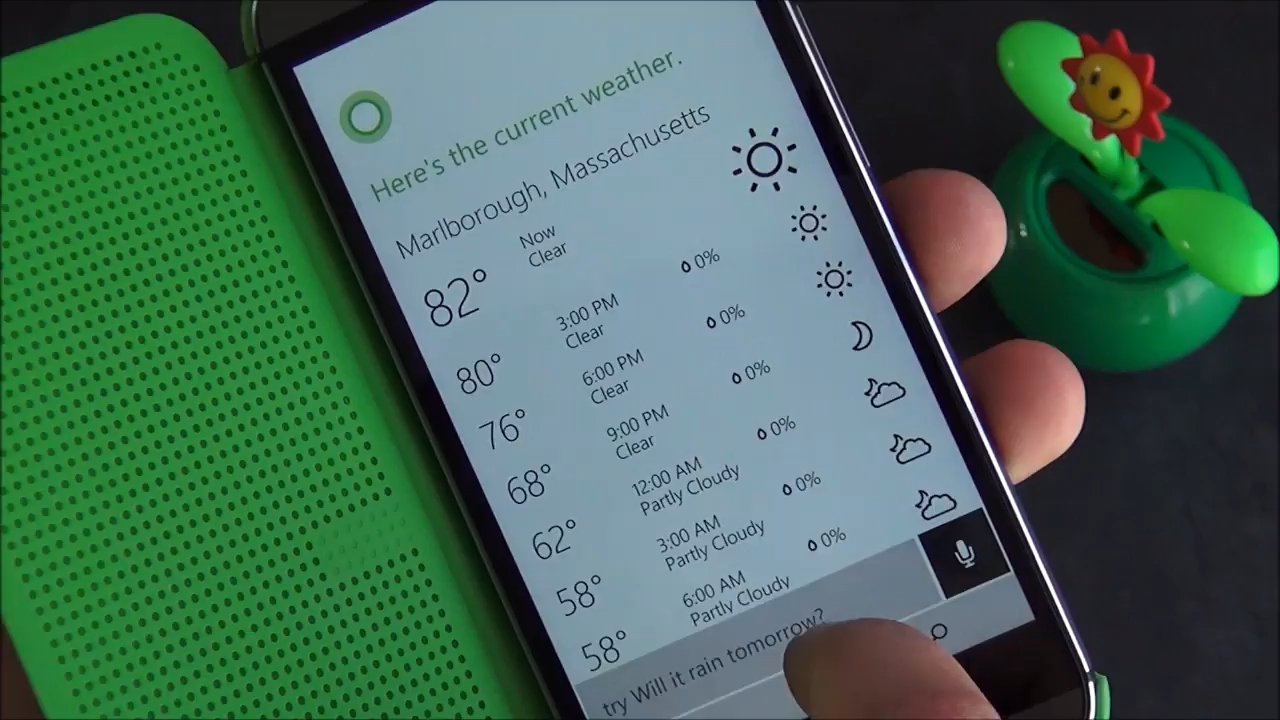 Here's the current weather.
Marlborough, Massachusetts
82° Now
Clear
80° 3:00 PM 0%
Clear
76° 6:00 PM 0%
Clear
68° 9:00 PM 0%
Clear
62° 12:00 AM 0%
Partly Cloudy
58° 3:00 AM 0%
Partly Cloudy
58° 6:00 AM 0%
Partly Cloudy
try Will it rain tomorrow?